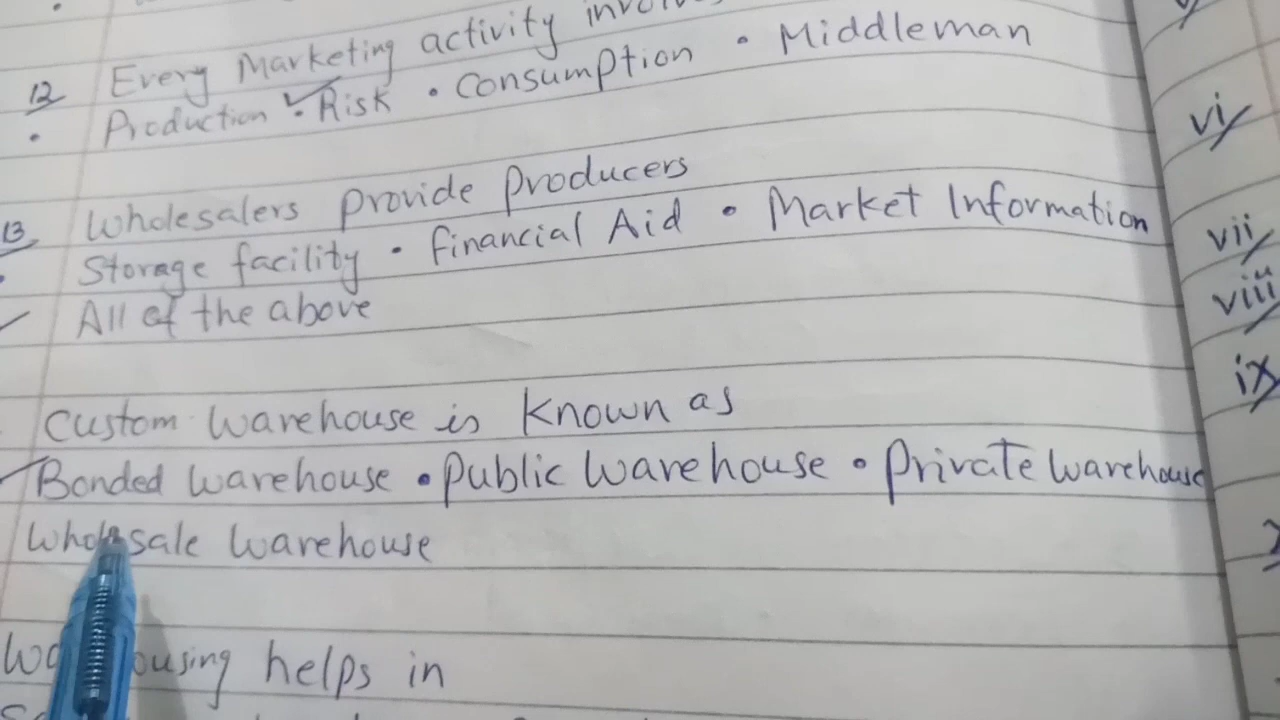 12 Every Marketing activity
• Production ✓ Risk • Consumption • Middleman
13 Wholesalers provide Producers
• Storage facility • Financial Aid • Market Information
✓ All of the above
Custom warehouse is known as
✓ Bonded warehouse • Public warehouse • Private warehouse
Wholesale warehouse
helps in
vi
vii
viii
ix